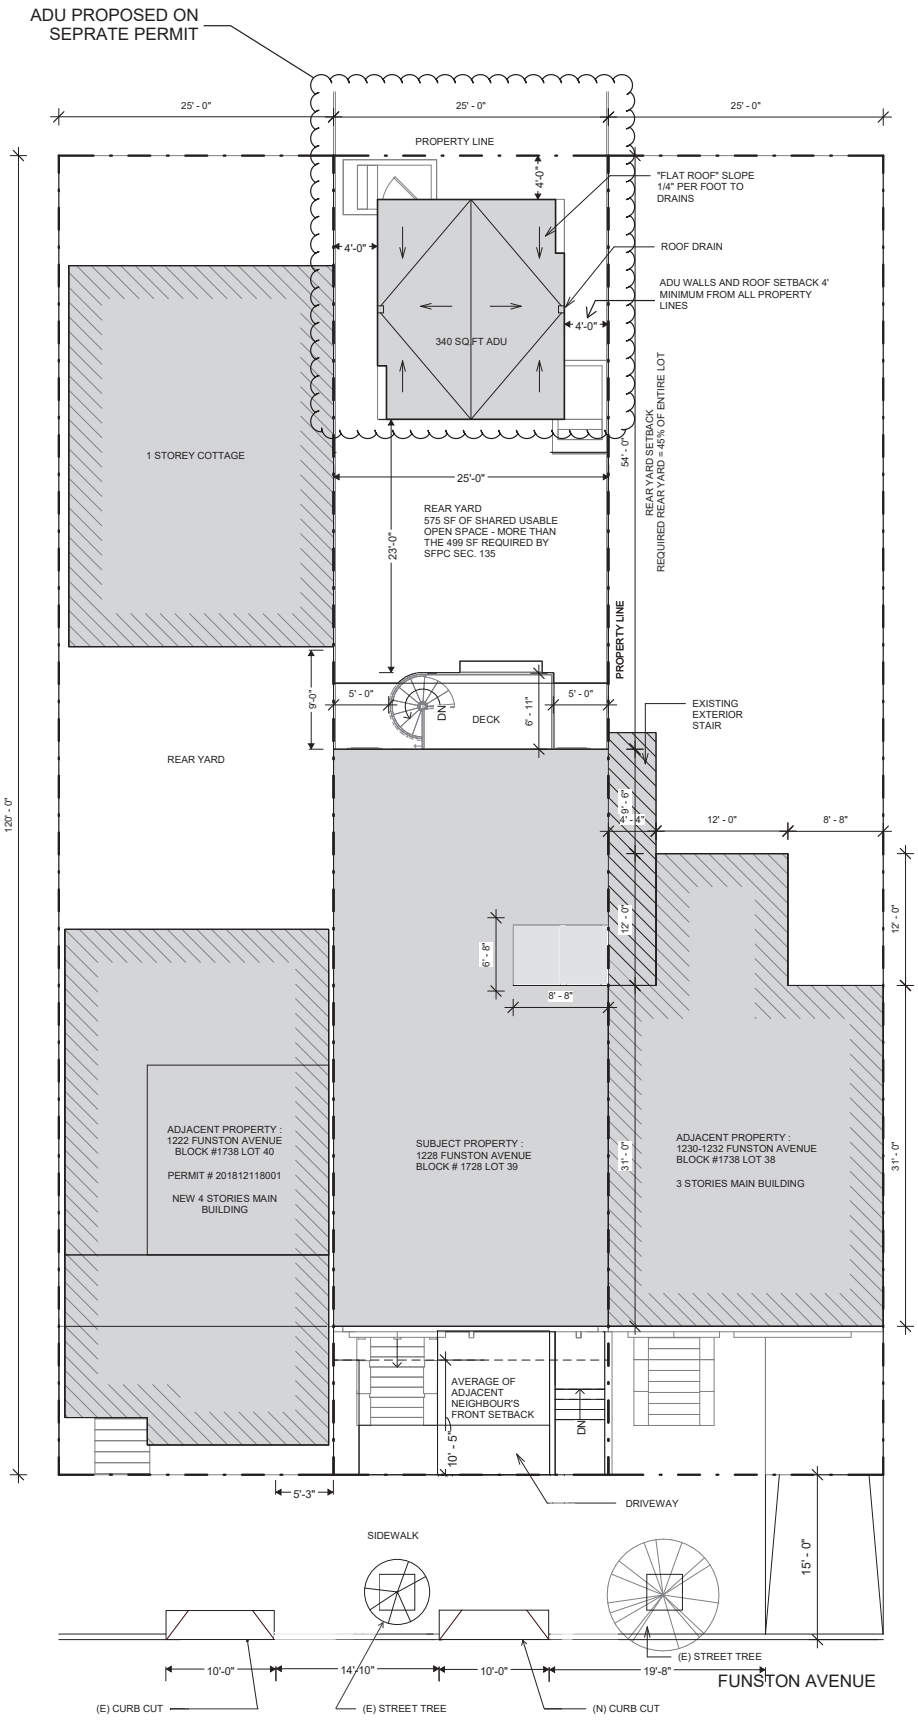 ADU PROPOSED ON
SEPRATE PERMIT
25' - 0"
25' - 0"
25' - 0"
PROPERTY LINE
4'-0"
"FLAT ROOF" SLOPE
1/4" PER FOOT TO
DRAINS
4'-0"
ROOF DRAIN
ADU WALLS AND ROOF SETBACK 4'
MINIMUM FROM ALL PROPERTY
LINES
4'-0"
340 SQ.FT ADU
1 STOREY COTTAGE
54' - 0"
REAR YARD SETBACK
REQUIRED REAR YARD = 45% OF ENTIRE LOT
25'-0"
REAR YARD
575 SF OF SHARED USABLE
OPEN SPACE - MORE THAN
THE 499 SF REQUIRED BY
SFPC SEC. 135
23'-0"
PROPERTY LINE
9'-0"
5' - 0"
DN
DECK
6' - 11"
5' - 0"
EXISTING
EXTERIOR
STAIR
REAR YARD
120' - 0"
9' - 6"
4' - 4"
12' - 0"
8' - 8"
12' - 0"
12' - 0"
6' - 8"
8' - 8"
ADJACENT PROPERTY :
1222 FUNSTON AVENUE
BLOCK #1738 LOT 40
PERMIT # 201812118001
NEW 4 STORIES MAIN
BUILDING
SUBJECT PROPERTY :
1228 FUNSTON AVENUE
BLOCK # 1728 LOT 39
31' - 0"
ADJACENT PROPERTY :
1230-1232 FUNSTON AVENUE
BLOCK #1738 LOT 38
3 STORIES MAIN BUILDING
31' - 0"
AVERAGE OF
ADJACENT
NEIGHBOUR'S
FRONT SETBACK
10' - 5"
DN
5'-3"
DRIVEWAY
SIDEWALK
15' - 0"
(E) STREET TREE
10'-0"
14'-10"
10'-0"
19'-8"
FUNSTON AVENUE
(E) CURB CUT
(E) STREET TREE
(N) CURB CUT